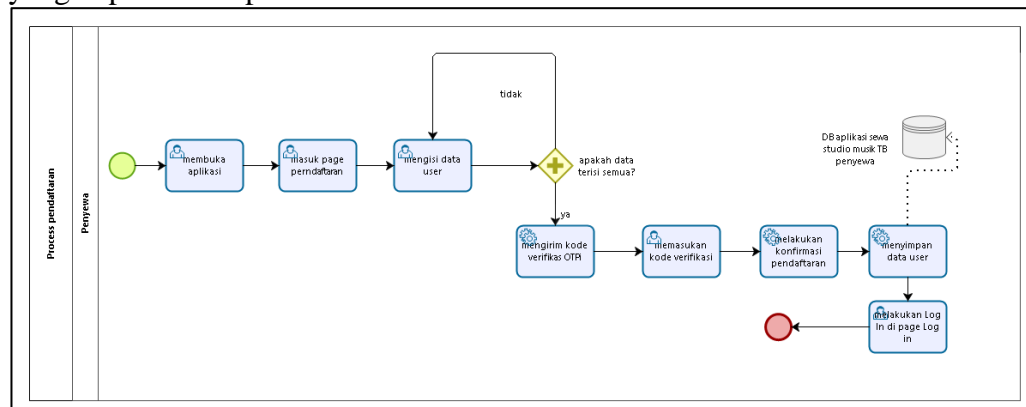 Process pendaftaran
Penyewa
membuka
aplikasi
masuk page
perndaftaran
mengisi data
user
tidak
apakah data
terisi semua?
ya
DB aplikasi sewa
studio musik TB
penyewa
mengirim kode
verifikas OTPi
memasukan
kode verifikasi
melakukan
konfirmasi
pendaftaran
menyimpan
data user
melakukan Log
In di page Log
in